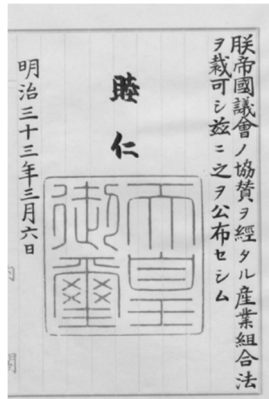 朕帝國議會ノ協賛ヲ經タル産業組合法
ヲ裁可シ茲ニ之ヲ公布セシム
睦仁
天皇
御璽
明治三十三年三月六日
内閣